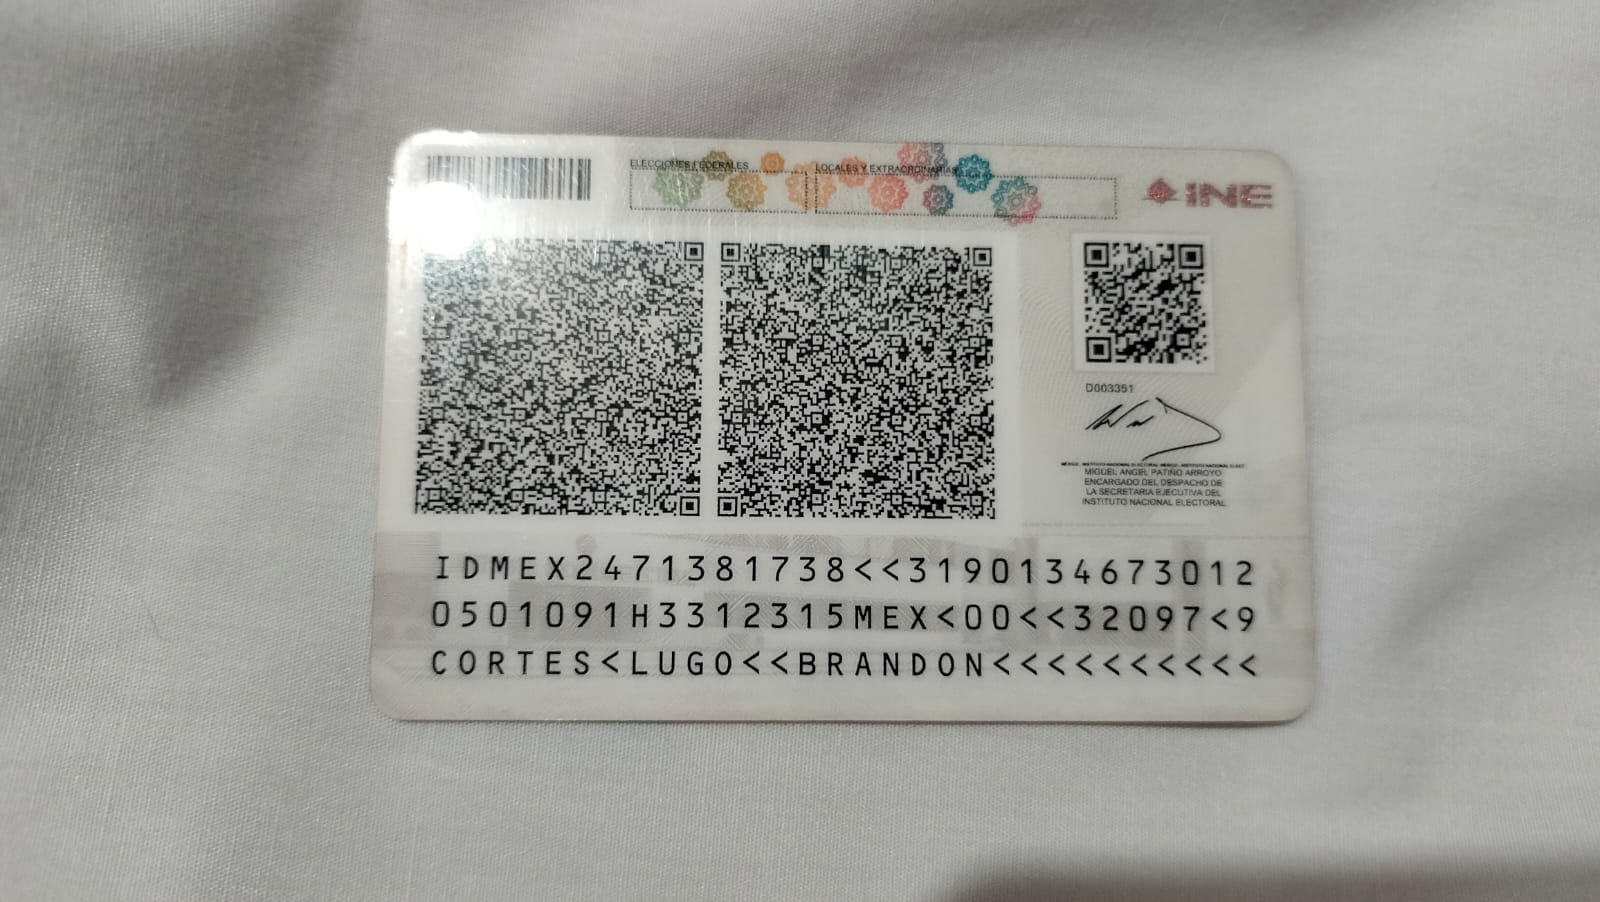 ELECCIONES FEDERALES
LOCALES Y EXTRAORDINARIAS
INE
D003351
MIGUEL ANGEL PATIÑO ARROYO
ENCARGADO DEL DESPACHO DE
LA SECRETARIA EJECUTIVA DEL
INSTITUTO NACIONAL ELECTORAL
IDMEX2471381738<<3190134673012
0501091H3312315MEX<00<<32097<9
CORTES<LUGO<<BRANDON<<<<<<<<<<